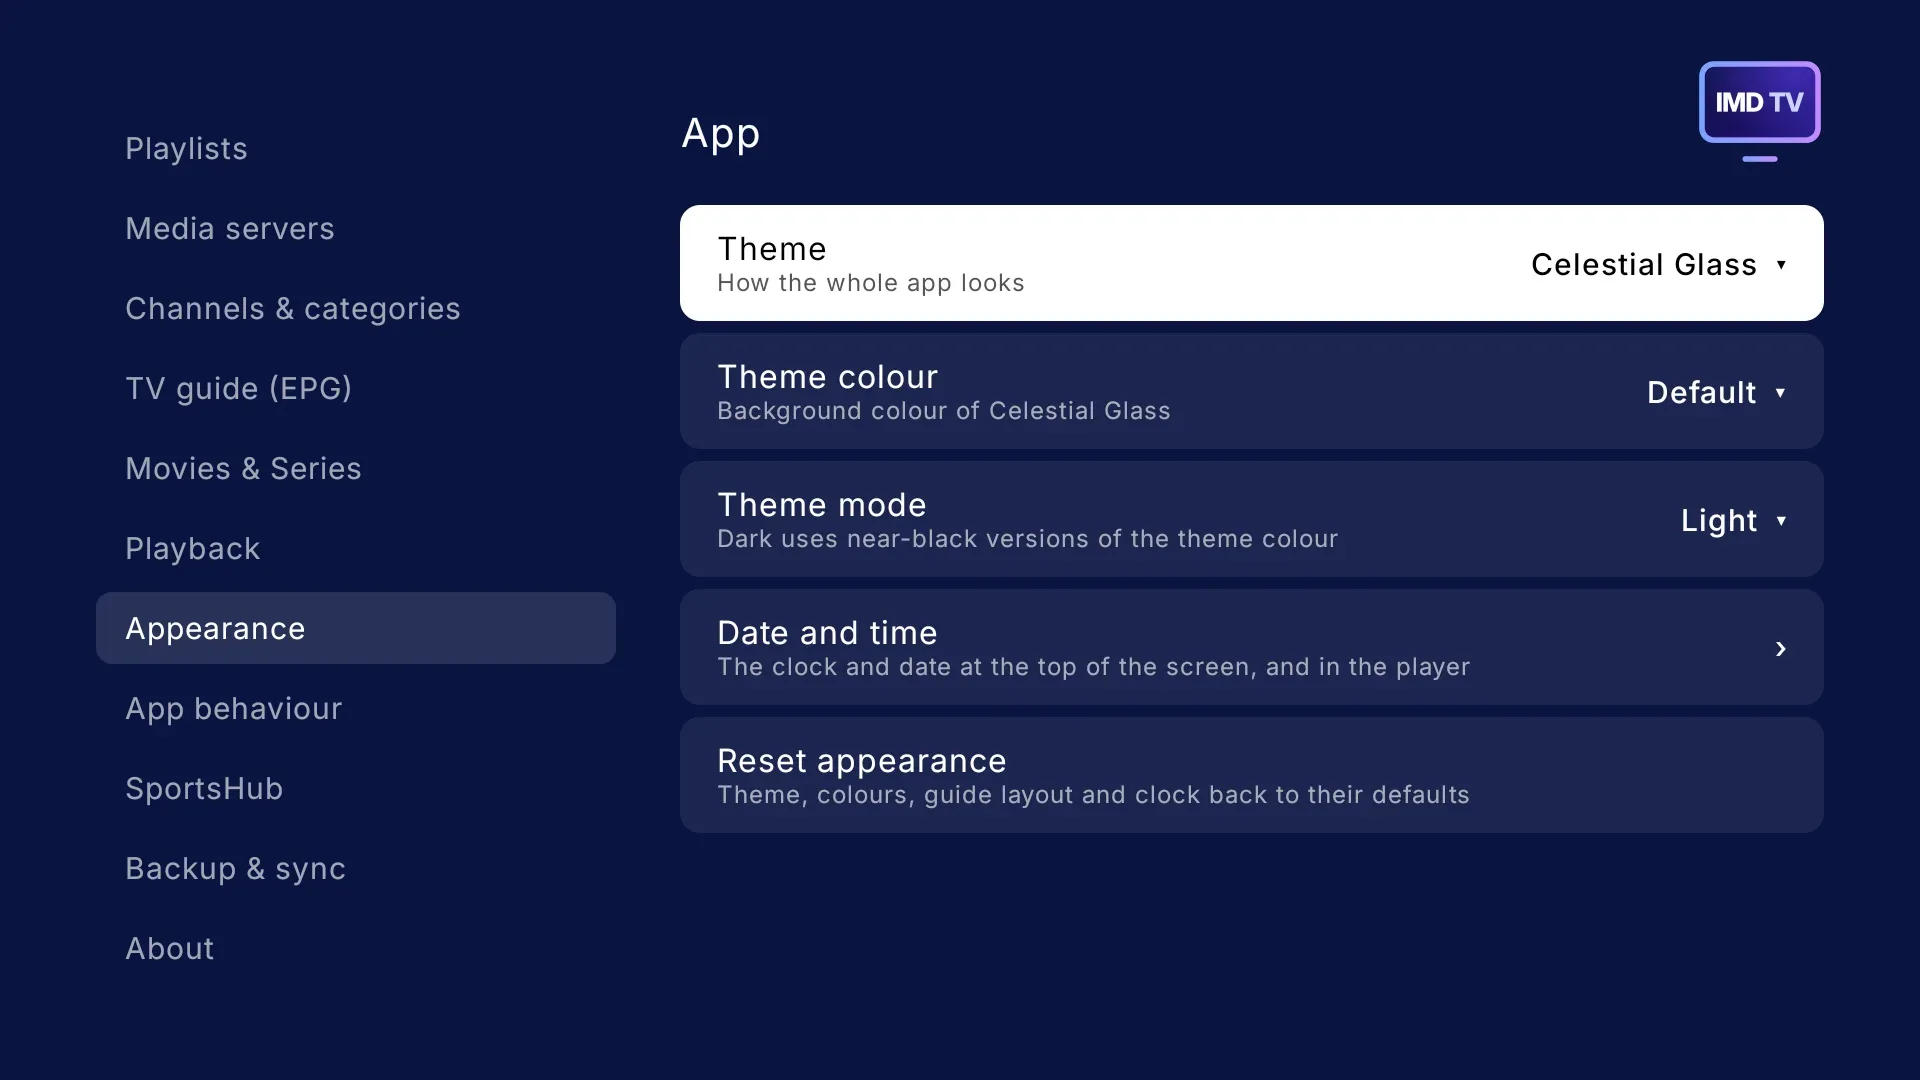 IMD TV
Playlists
Media servers
Channels & categories
TV guide (EPG)
Movies & Series
Playback
Appearance
App behaviour
SportsHub
Backup & sync
About
App
Theme
How the whole app looks
Celestial Glass
Theme colour
Background colour of Celestial Glass
Default
Theme mode
Dark uses near-black versions of the theme colour
Light
Date and time
The clock and date at the top of the screen, and in the player
Reset appearance
Theme, colours, guide layout and clock back to their defaults